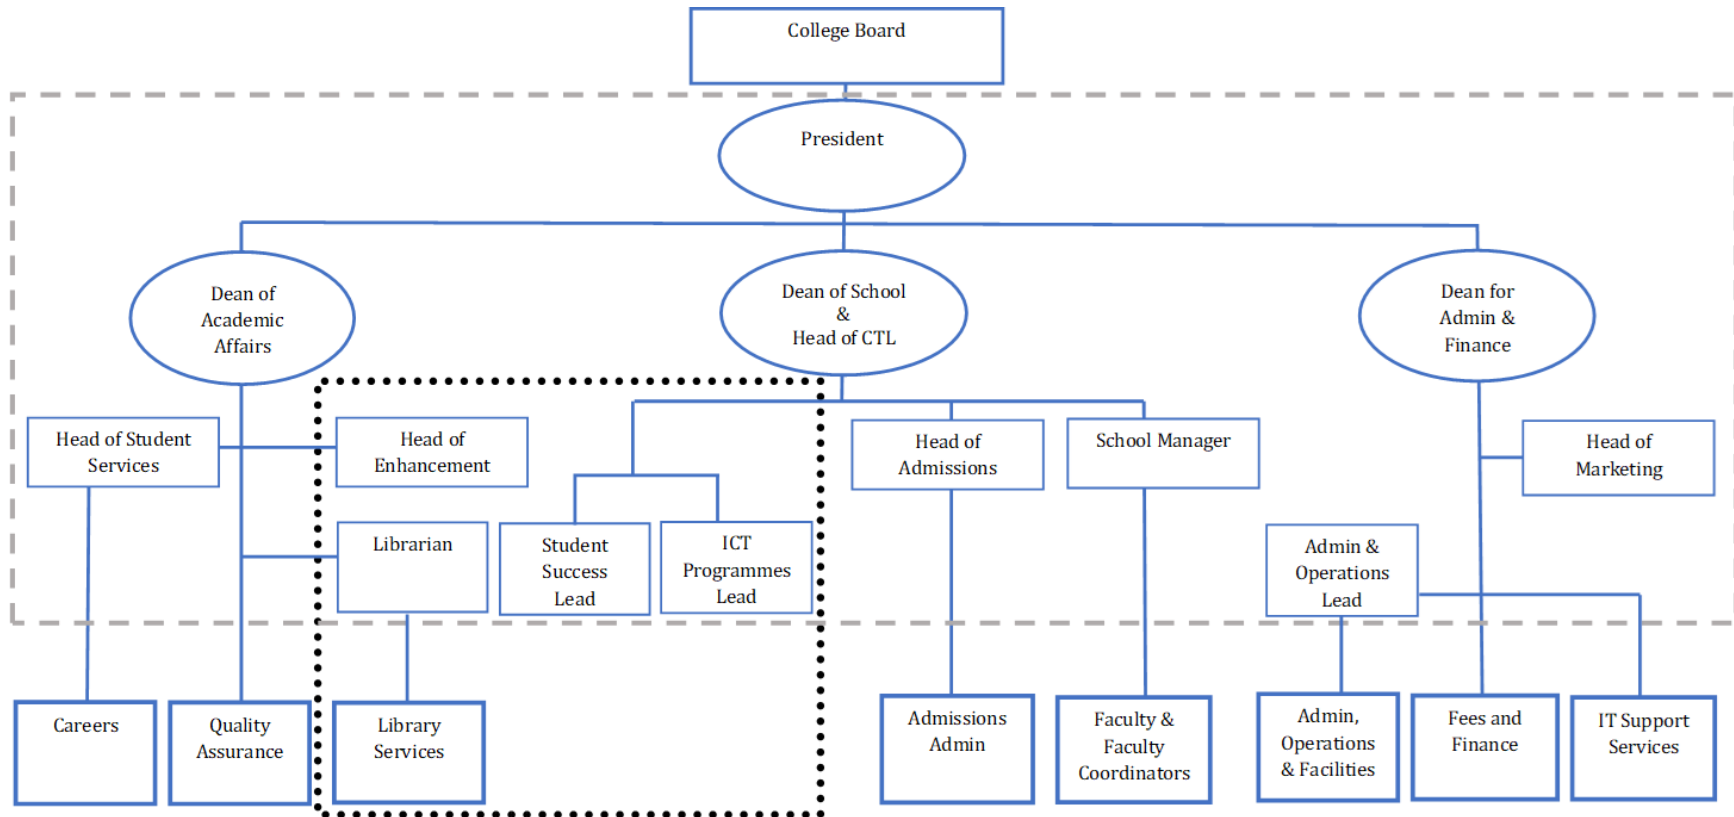 College Board
President
Dean of
Academic
Affairs
Dean of School
&
Head of CTL
Dean for
Admin &
Finance
Head of Student
Services
Head of
Enhancement
Head of
Admissions
School Manager
Head of
Marketing
Librarian
Student
Success
Lead
ICT
Programmes
Lead
Admin &
Operations
Lead
Careers
Quality
Assurance
Library
Services
Admissions
Admin
Faculty &
Faculty
Coordinators
Admin,
Operations
& Facilities
Fees and
Finance
IT Support
Services